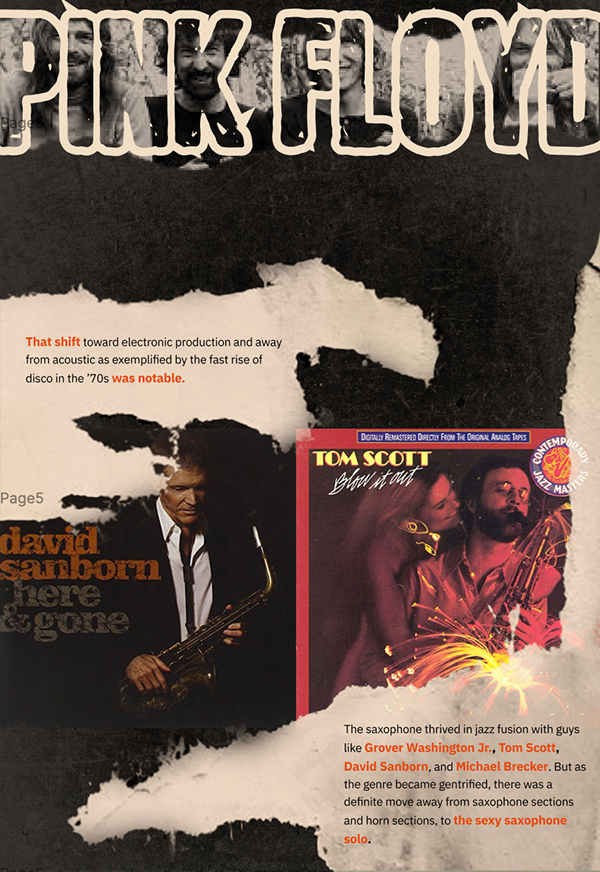 PINK FLOYD
Page
That shift toward electronic production and away
from acoustic as exemplified by the fast rise of
disco in the ’70s was notable.
Page5
david
sanborn
here
& gone
DIGITALLY REMASTERED DIRECTLY FROM THE ORIGINAL ANALOG TAPES
TOM SCOTT
Blow it out
CONTEMPORARY
JAZZ MASTERS
The saxophone thrived in jazz fusion with guys
like Grover Washington Jr., Tom Scott,
David Sanborn, and Michael Brecker. But as
the genre became gentrified, there was a
definite move away from saxophone sections
and horn sections, to the sexy saxophone
solo.